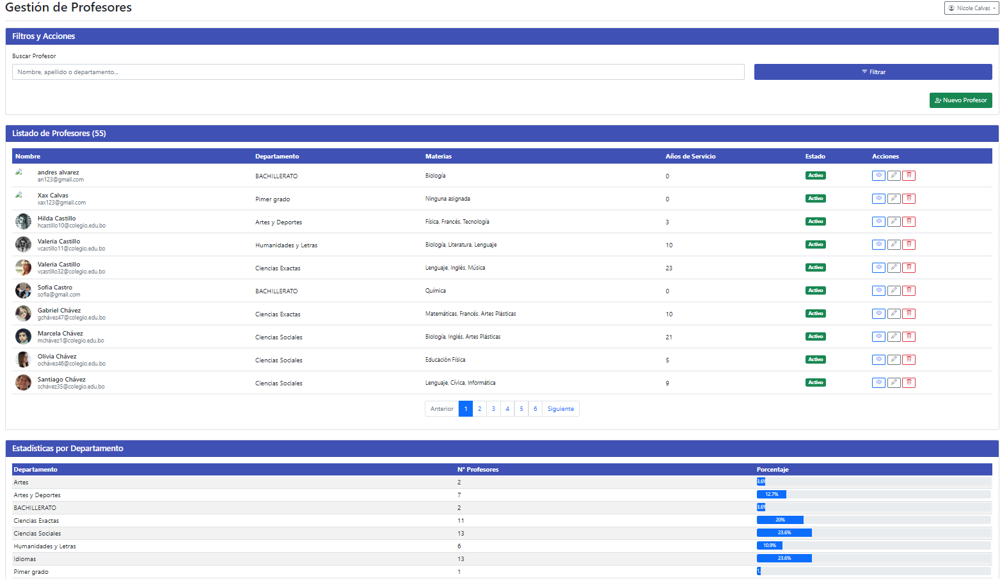 Gestión de Profesores
Nicole Calvas
Filtros y Acciones
Buscar Profesor
Nombre, apellido o departamento...
Filtrar
Nuevo Profesor
Listado de Profesores (55)
Nombre Departamento Materias Años de Servicio Estado Acciones
andres alvarez
an123@gmail.com
BACHILLERATO Biología 0 Activo
Xax Calvas
xax123@gmail.com
Pimer grado Ninguna asignada 0 Activo
Hilda Castillo
hcastillo10@colegio.edu.bo
Artes y Deportes Física, Francés, Tecnología 3 Activo
Valeria Castillo
vcastillo11@colegio.edu.bo
Humanidades y Letras Biología, Literatura, Lenguaje 10 Activo
Valeria Castillo
vcastillo32@colegio.edu.bo
Ciencias Exactas Lenguaje, Inglés, Música 23 Activo
Sofia Castro
sofia@gmail.com
BACHILLERATO Química 0 Activo
Gabriel Chávez
gchávez47@colegio.edu.bo
Ciencias Exactas Matemáticas, Francés, Artes Plásticas 10 Activo
Marcela Chávez
mchávez1@colegio.edu.bo
Ciencias Sociales Biología, Inglés, Artes Plásticas 21 Activo
Olivia Chávez
ochávez46@colegio.edu.bo
Ciencias Sociales Educación Física 5 Activo
Santiago Chávez
schávez35@colegio.edu.bo
Ciencias Sociales Lenguaje, Cívica, Informática 9 Activo
Anterior 1 2 3 4 5 6 Siguiente
Estadísticas por Departamento
Departamento N° Profesores Porcentaje
Artes 2 3.6%
Artes y Deportes 7 12.7%
BACHILLERATO 2 3.6%
Ciencias Exactas 11 20%
Ciencias Sociales 13 23.6%
Humanidades y Letras 6 10.9%
Idiomas 13 23.6%
Pimer grado 1